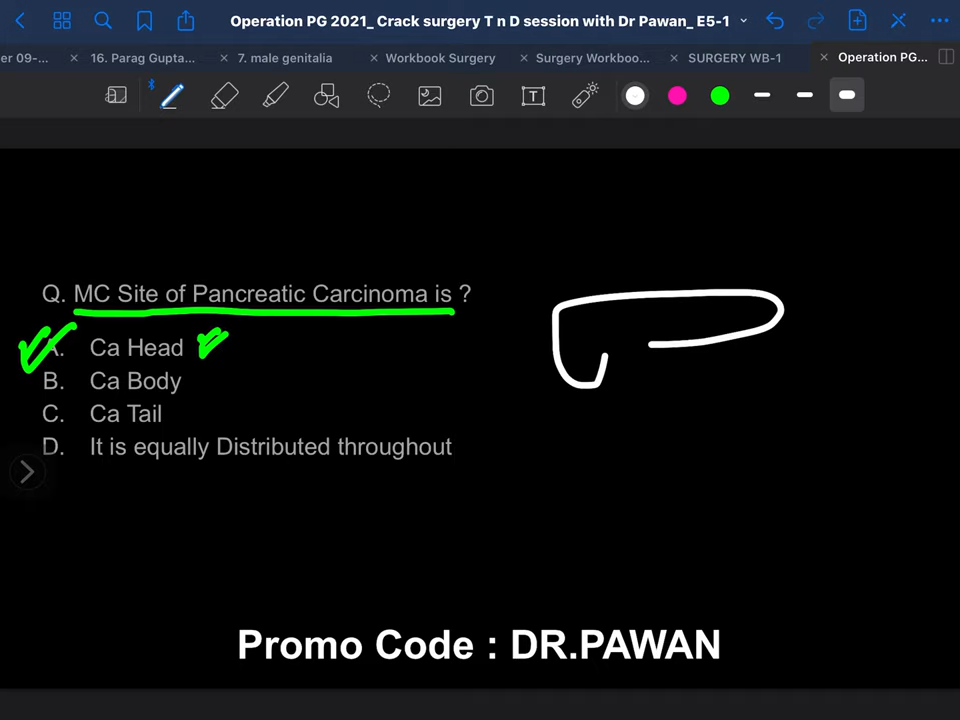 Operation PG 2021_ Crack surgery T n D session with Dr Pawan_ E5-1
er 09-... × 16. Parag Gupta... × 7. male genitalia × Workbook Surgery × Surgery Workboo... × SURGERY WB-1 × Operation PG...
T
Q. MC Site of Pancreatic Carcinoma is ?
A. Ca Head
B. Ca Body
C. Ca Tail
D. It is equally Distributed throughout
Promo Code : DR.PAWAN